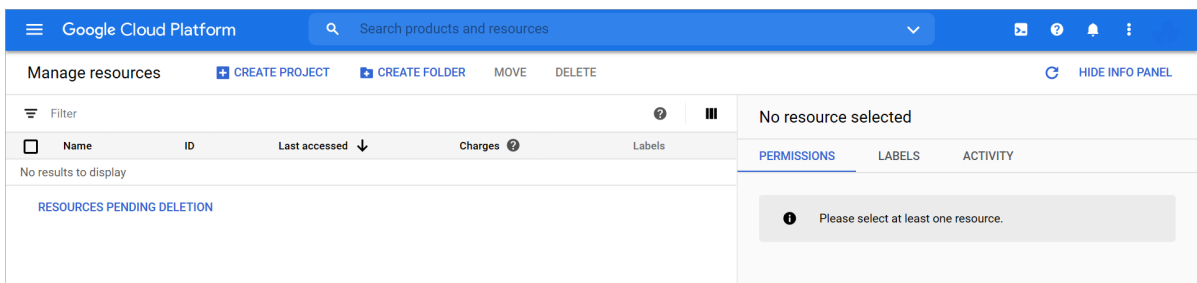 Google Cloud Platform Search products and resources
Manage resources CREATE PROJECT CREATE FOLDER MOVE DELETE HIDE INFO PANEL
Filter
No resource selected
Name ID Last accessed Charges Labels
PERMISSIONS LABELS ACTIVITY
No results to display
RESOURCES PENDING DELETION
Please select at least one resource.